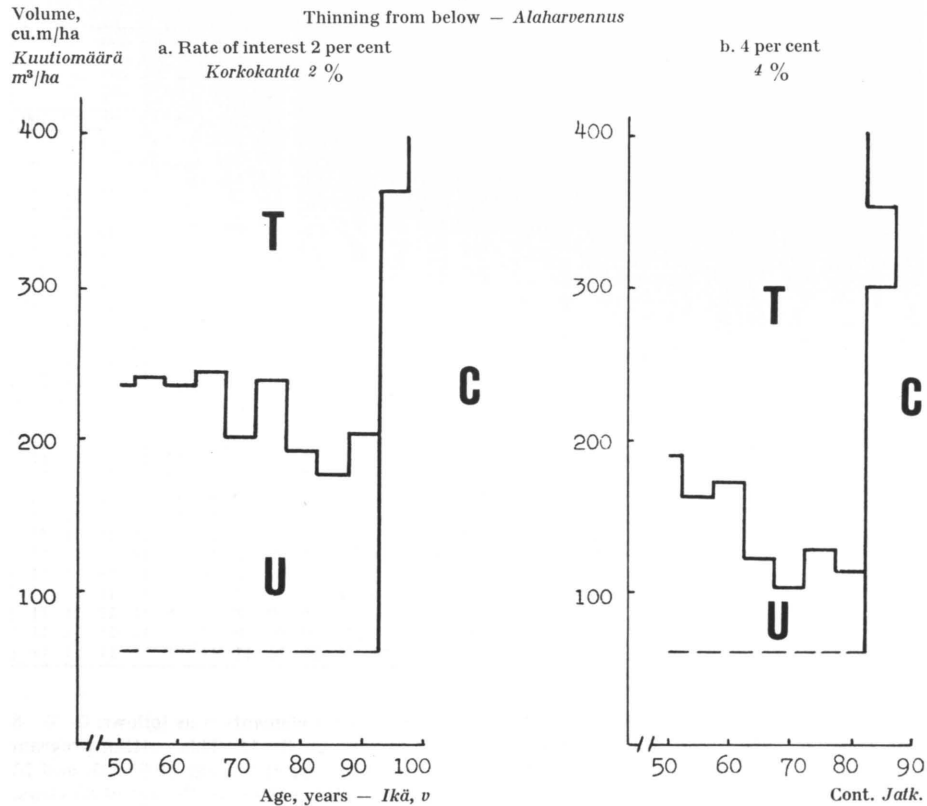 Thinning from below — Alaharvennus
Volume,
cu.m/ha
Kuutiomäärä
m³/ha
a. Rate of interest 2 per cent
Korkokanta 2 %
b. 4 per cent
4 %
400
300
200
100
T
U
C
50 60 70 80 90 100
Age, years — Ikä, v
400
300
200
100
T
U
C
50 60 70 80 90
Cont. Jatk.